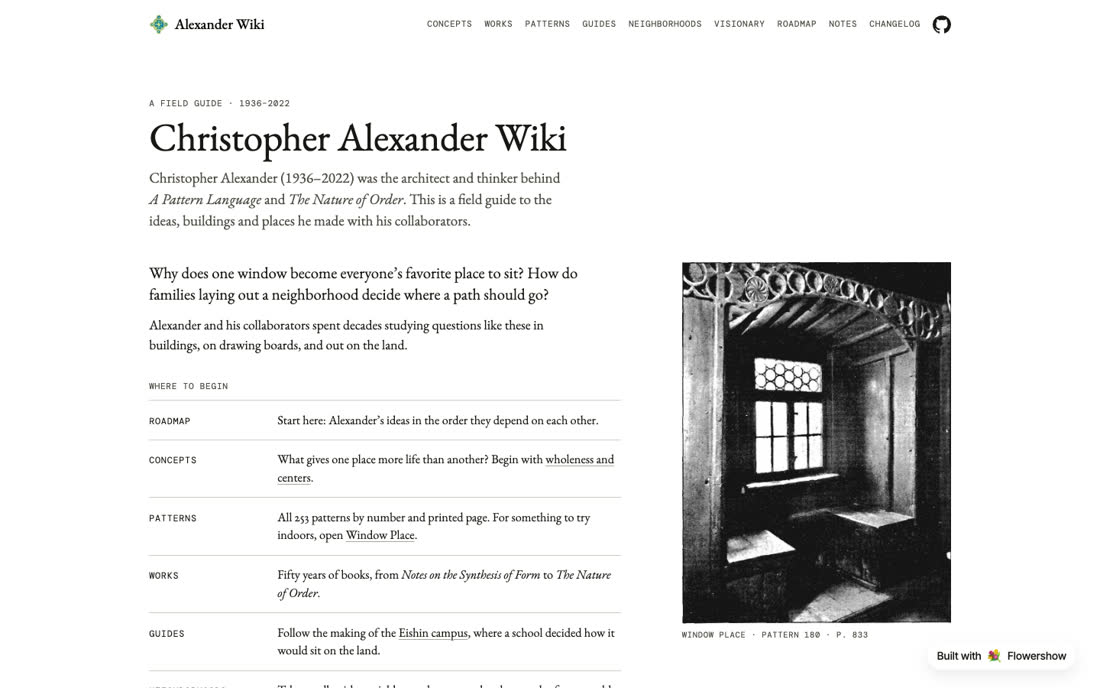 Alexander Wiki
CONCEPTS WORKS PATTERNS GUIDES NEIGHBORHOODS VISIONARY ROADMAP NOTES CHANGELOG
A FIELD GUIDE · 1936–2022
Christopher Alexander Wiki
Christopher Alexander (1936–2022) was the architect and thinker behind
A Pattern Language and The Nature of Order. This is a field guide to the
ideas, buildings and places he made with his collaborators.
Why does one window become everyone’s favorite place to sit? How do
families laying out a neighborhood decide where a path should go?
Alexander and his collaborators spent decades studying questions like these in
buildings, on drawing boards, and out on the land.
WHERE TO BEGIN
ROADMAP
Start here: Alexander’s ideas in the order they depend on each other.
CONCEPTS
What gives one place more life than another? Begin with wholeness and
centers.
PATTERNS
All 253 patterns by number and printed page. For something to try
indoors, open Window Place.
WORKS
Fifty years of books, from Notes on the Synthesis of Form to The Nature
of Order.
GUIDES
Follow the making of the Eishin campus, where a school decided how it
would sit on the land.
WINDOW PLACE · PATTERN 180 · P. 833
Built with Flowershow